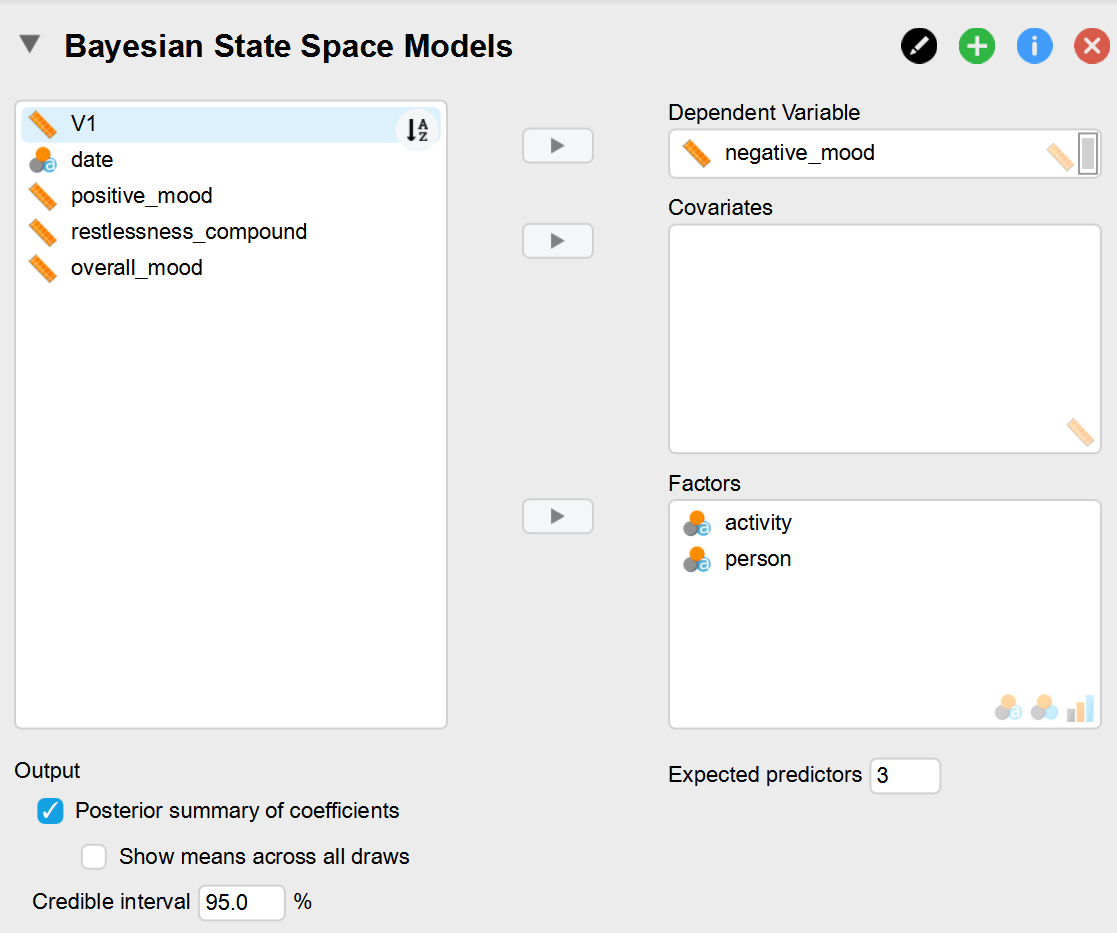 Bayesian State Space Models
V1
date
positive_mood
restlessness_compound
overall_mood
Dependent Variable
negative_mood
Covariates
Factors
activity
person
Output
Posterior summary of coefficients
Show means across all draws
Credible interval 95.0 %
Expected predictors 3